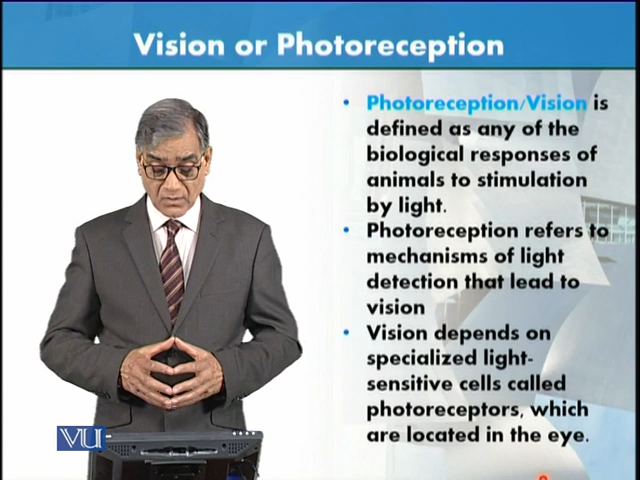 Vision or Photoreception
• Photoreception/Vision is
defined as any of the
biological responses of
animals to stimulation
by light.
• Photoreception refers to
mechanisms of light
detection that lead to
vision
• Vision depends on
specialized light-
sensitive cells called
photoreceptors, which
are located in the eye.
VU